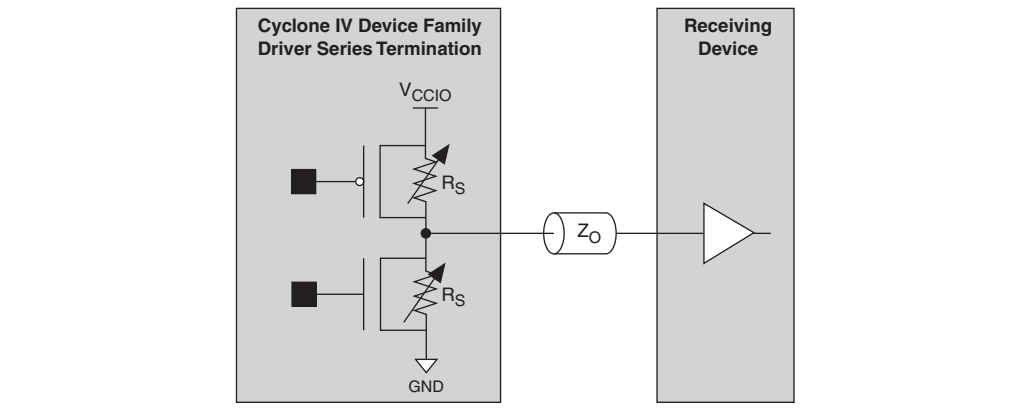 Cyclone IV Device Family
Driver Series Termination
Receiving
Device
VCCIO
RS
ZO
RS
GND